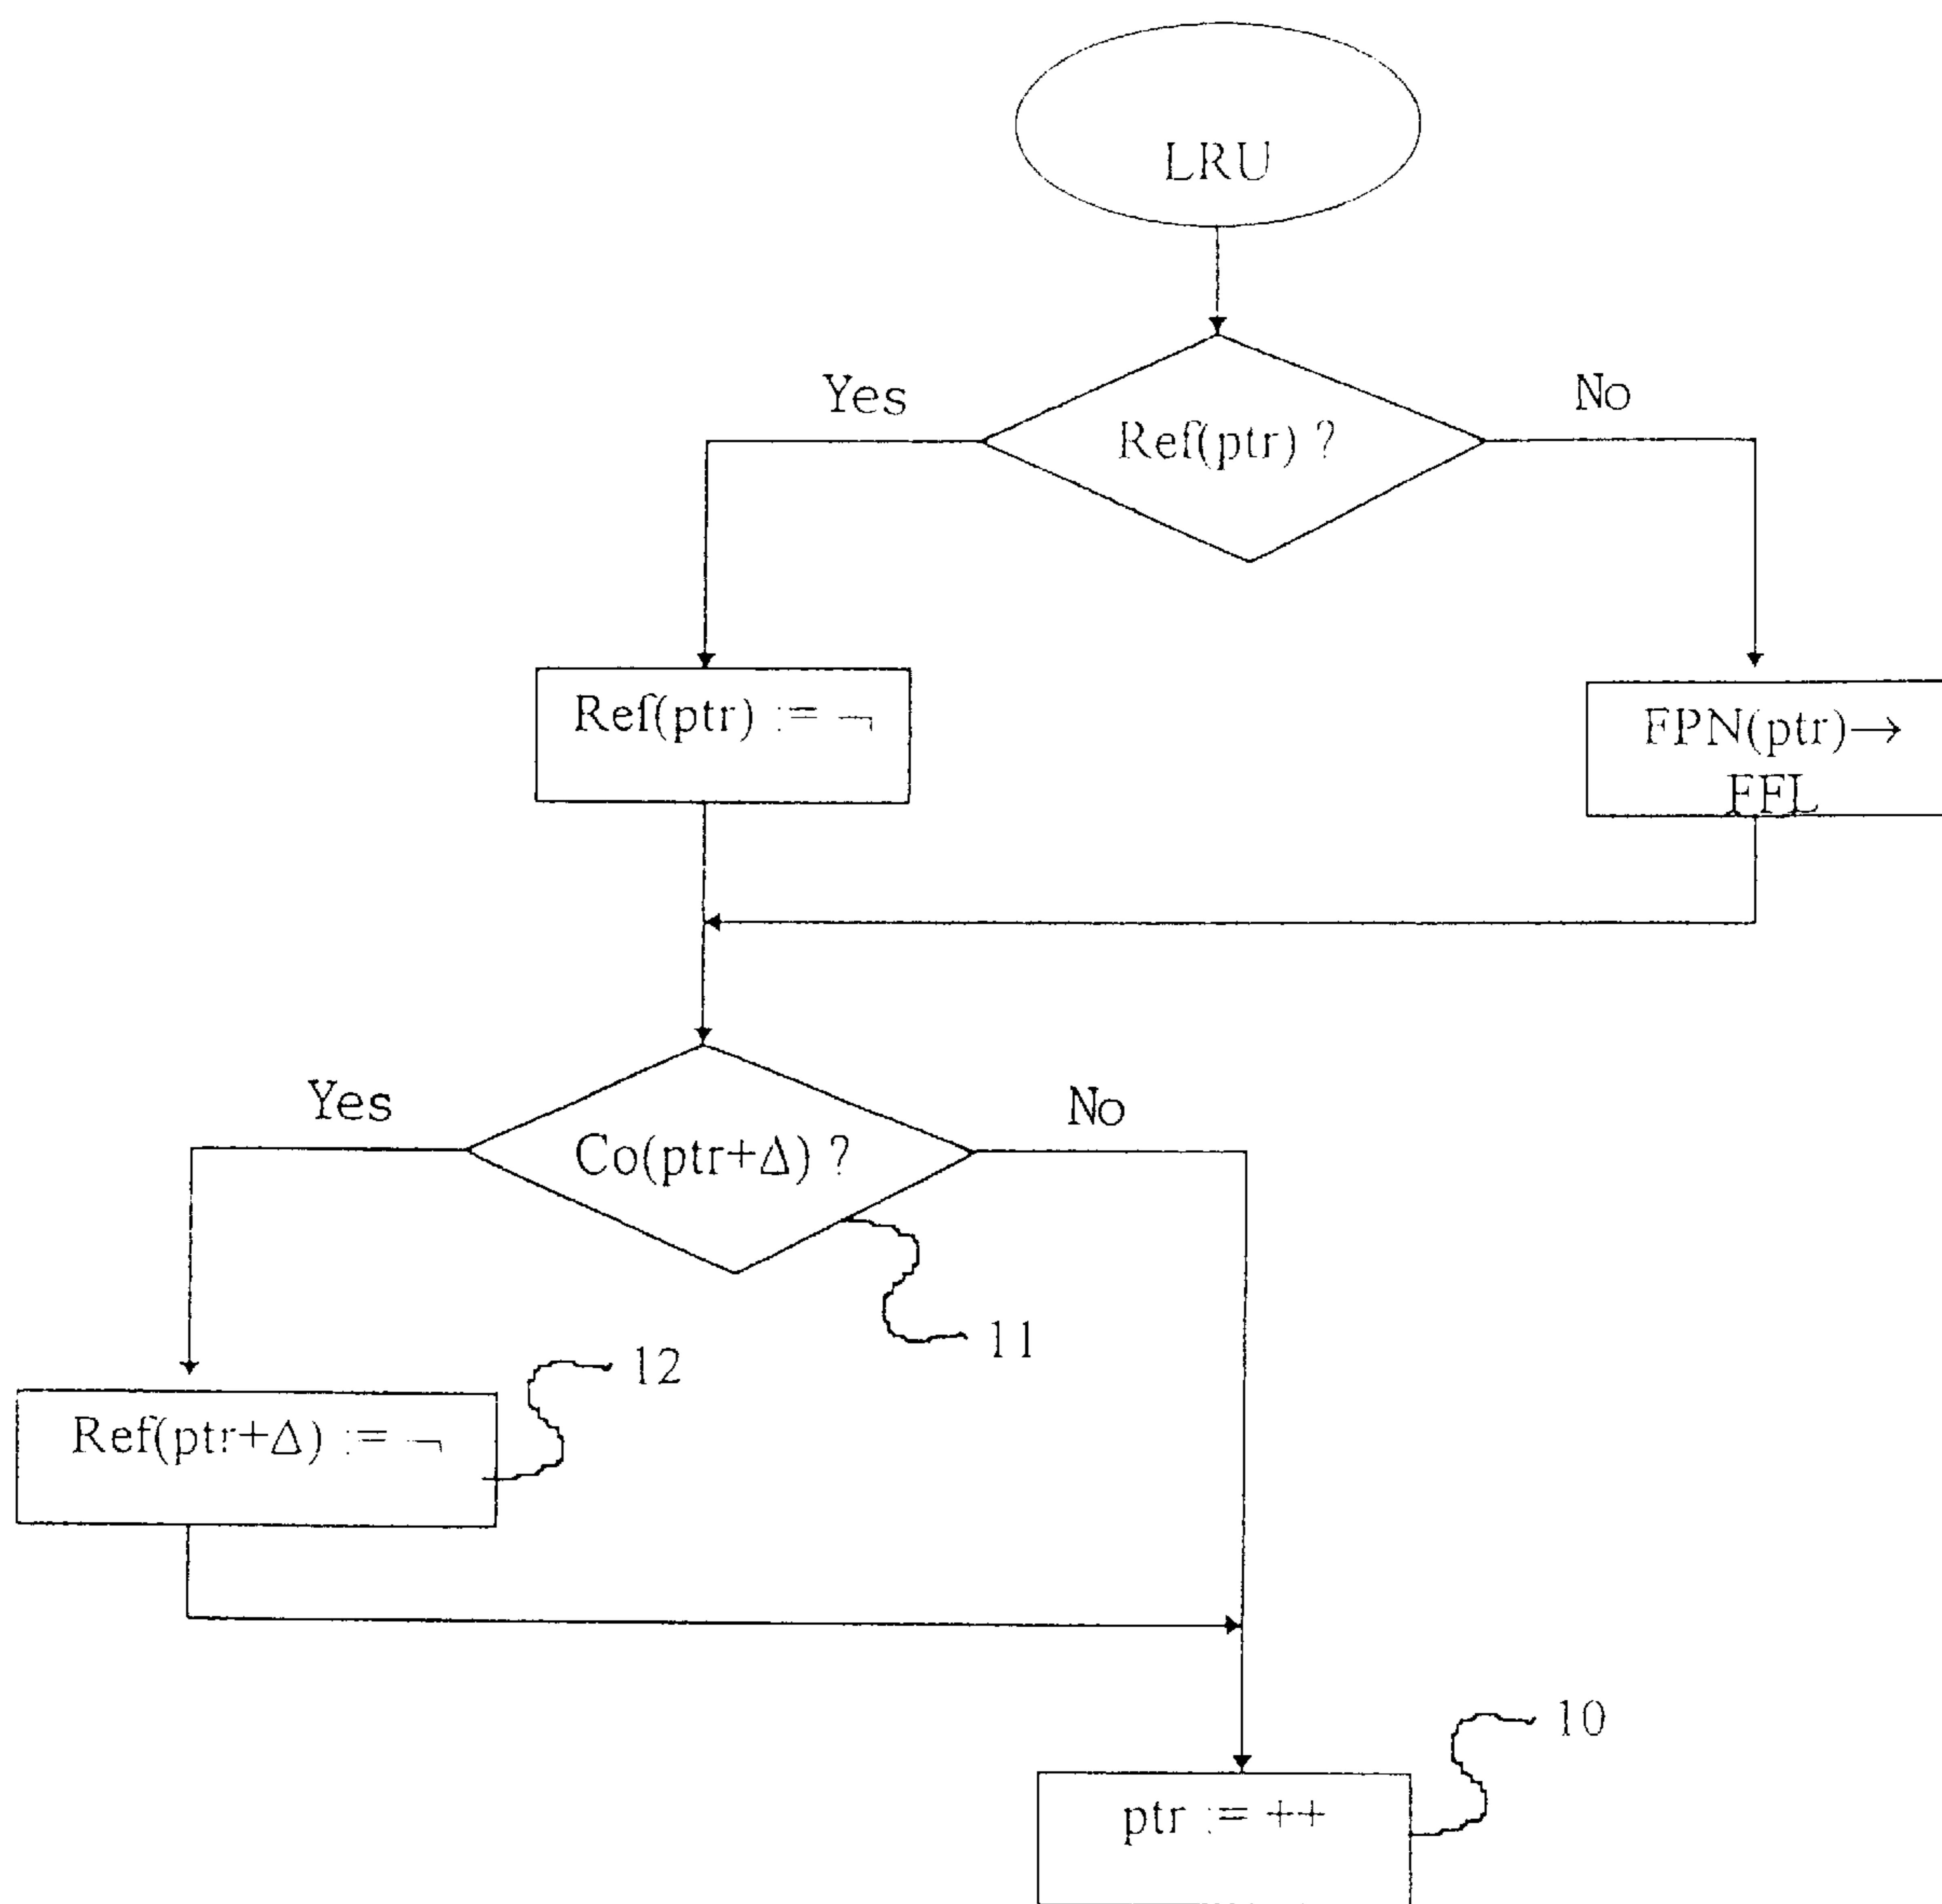 LRU
Yes
No
Ref(ptr) ?
Ref(ptr) := ¬
FPN(ptr)→
FFL
Yes
No
Co(ptr+Δ) ?
11
12
Ref(ptr+Δ) := ¬
10
ptr := ++